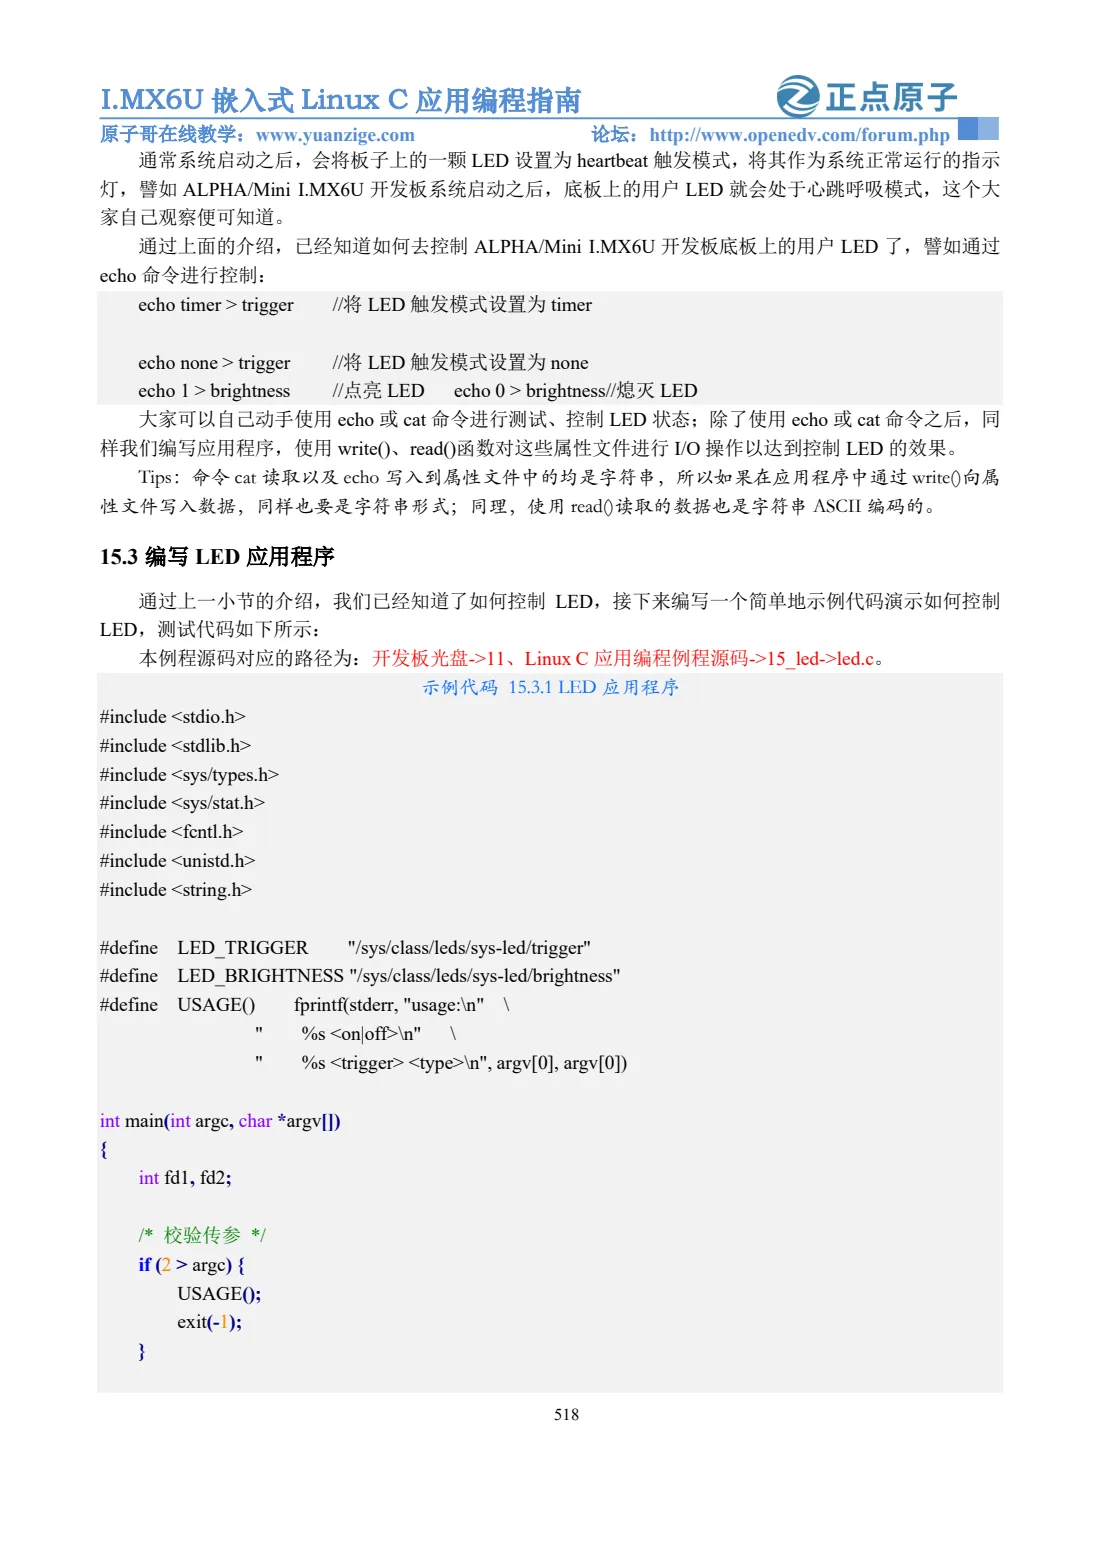 I.MX6U 嵌入式 Linux C 应用编程指南
正点原子
原子哥在线教学：www.yuanzige.com 论坛：http://www.openedv.com/forum.php
通常系统启动之后，会将板子上的一颗 LED 设置为 heartbeat 触发模式，将其作为系统正常运行的指示
灯，譬如 ALPHA/Mini I.MX6U 开发板系统启动之后，底板上的用户 LED 就会处于心跳呼吸模式，这个大
家自己观察便可知道。
通过上面的介绍，已经知道如何去控制 ALPHA/Mini I.MX6U 开发板底板上的用户 LED 了，譬如通过
echo 命令进行控制：
echo timer > trigger //将 LED 触发模式设置为 timer
echo none > trigger //将 LED 触发模式设置为 none
echo 1 > brightness //点亮 LED echo 0 > brightness//熄灭 LED
大家可以自己动手使用 echo 或 cat 命令进行测试、控制 LED 状态；除了使用 echo 或 cat 命令之后，同
样我们编写应用程序，使用 write()、read()函数对这些属性文件进行 I/O 操作以达到控制 LED 的效果。
Tips：命令 cat 读取以及 echo 写入到属性文件中的均是字符串，所以如果在应用程序中通过 write()向属
性文件写入数据，同样也要是字符串形式；同理，使用 read()读取的数据也是字符串 ASCII 编码的。
15.3 编写 LED 应用程序
通过上一小节的介绍，我们已经知道了如何控制 LED，接下来编写一个简单地示例代码演示如何控制
LED，测试代码如下所示：
本例程源码对应的路径为：开发板光盘->11、Linux C 应用编程例程源码->15_led->led.c。
示例代码 15.3.1 LED 应用程序
#include <stdio.h>
#include <stdlib.h>
#include <sys/types.h>
#include <sys/stat.h>
#include <fcntl.h>
#include <unistd.h>
#include <string.h>
#define LED_TRIGGER "/sys/class/leds/sys-led/trigger"
#define LED_BRIGHTNESS "/sys/class/leds/sys-led/brightness"
#define USAGE() fprintf(stderr, "usage:\n" \
" %s <on|off>\n" \
" %s <trigger> <type>\n", argv[0], argv[0])
int main(int argc, char *argv[])
{
int fd1, fd2;
/* 校验传参 */
if (2 > argc) {
USAGE();
exit(-1);
}
518